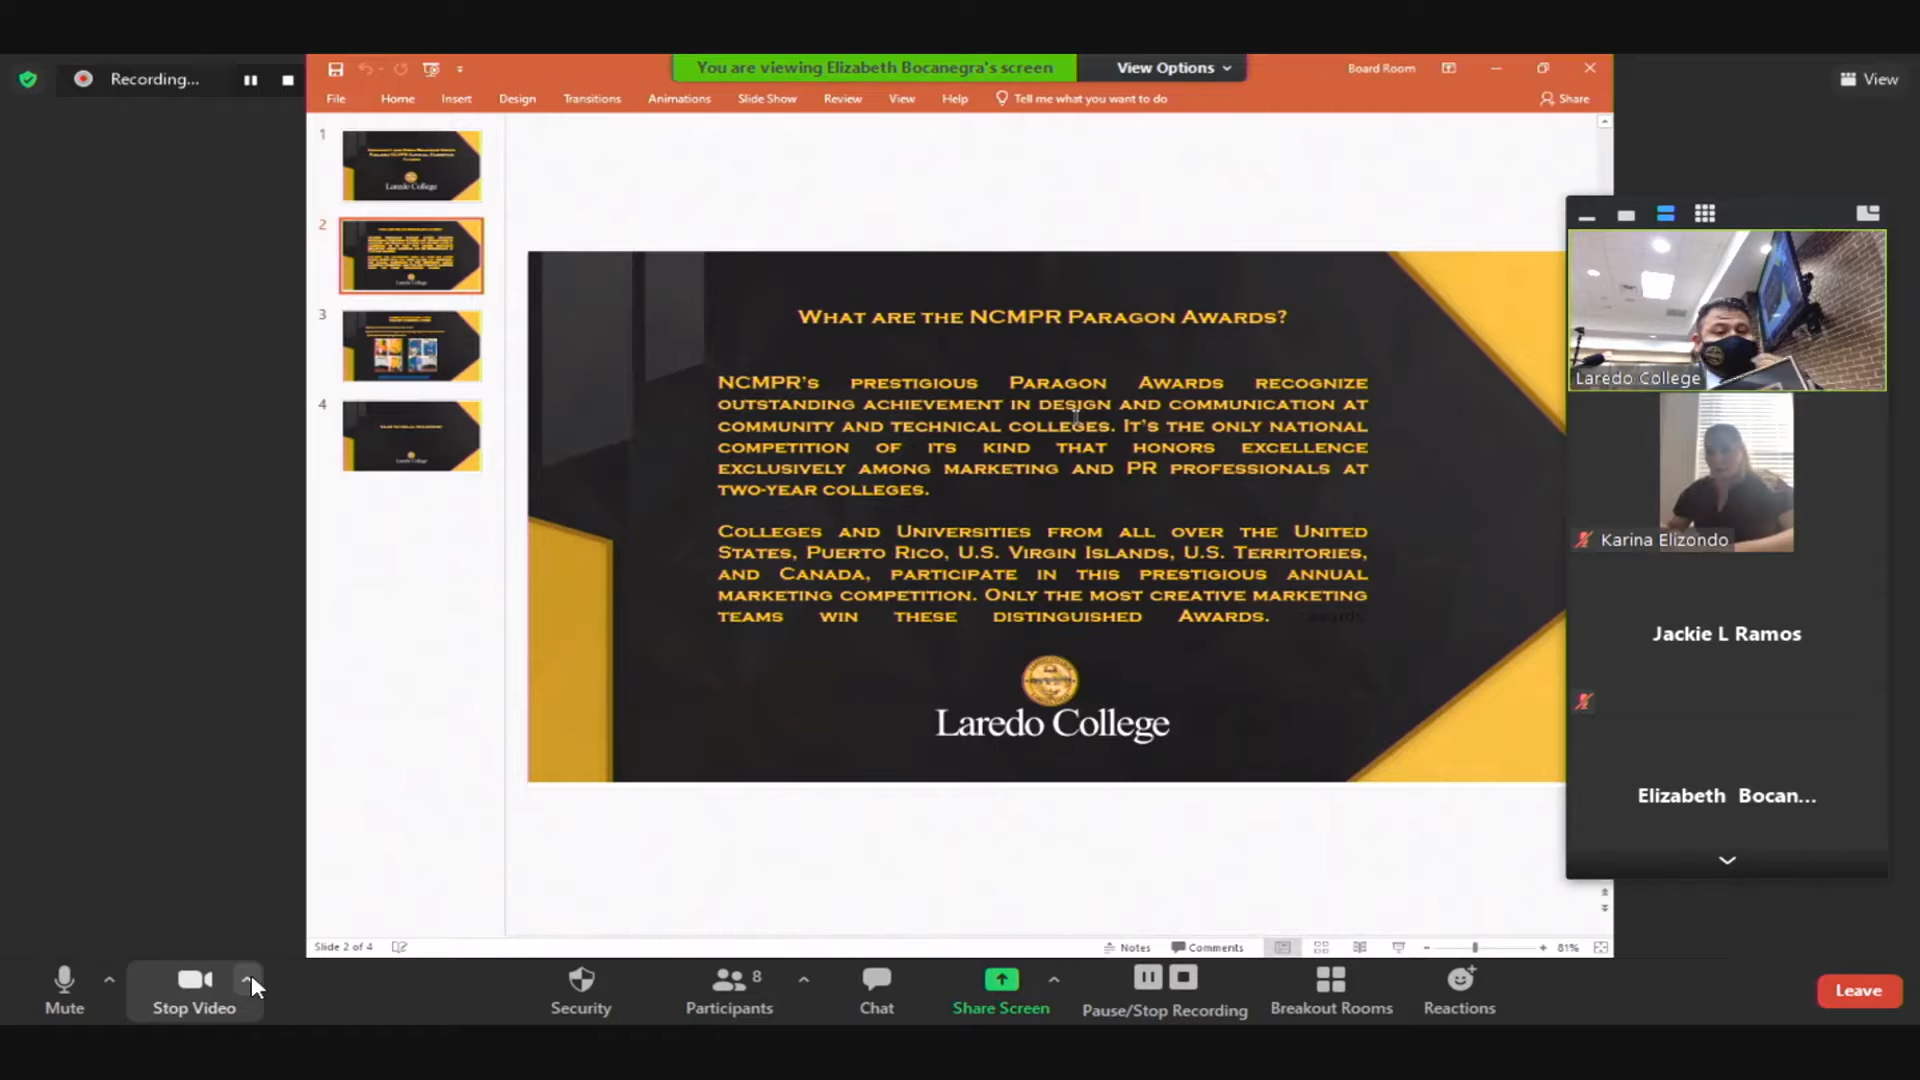 Recording...
You are viewing Elizabeth Bocanegra's screen
View Options
Board Room
View
File Home Insert Design Transitions Animations Slide Show Review View Help Tell me what you want to do Share
1
Laredo College
2
3
4
WHAT ARE THE NCMPR PARAGON AWARDS?
NCMPR'S PRESTIGIOUS PARAGON AWARDS RECOGNIZE
OUTSTANDING ACHIEVEMENT IN DESIGN AND COMMUNICATION AT
COMMUNITY AND TECHNICAL COLLEGES. IT'S THE ONLY NATIONAL
COMPETITION OF ITS KIND THAT HONORS EXCELLENCE
EXCLUSIVELY AMONG MARKETING AND PR PROFESSIONALS AT
TWO-YEAR COLLEGES.
COLLEGES AND UNIVERSITIES FROM ALL OVER THE UNITED
STATES, PUERTO RICO, U.S. VIRGIN ISLANDS, U.S. TERRITORIES,
AND CANADA, PARTICIPATE IN THIS PRESTIGIOUS ANNUAL
MARKETING COMPETITION. ONLY THE MOST CREATIVE MARKETING
TEAMS WIN THESE DISTINGUISHED AWARDS.
Laredo College
Laredo College
Karina Elizondo
Jackie L Ramos
Elizabeth Bocan...
Slide 2 of 4
Notes
Comments
81%
Mute
Stop Video
Security
Participants 8
Chat
Share Screen
Pause/Stop Recording
Breakout Rooms
Reactions
Leave